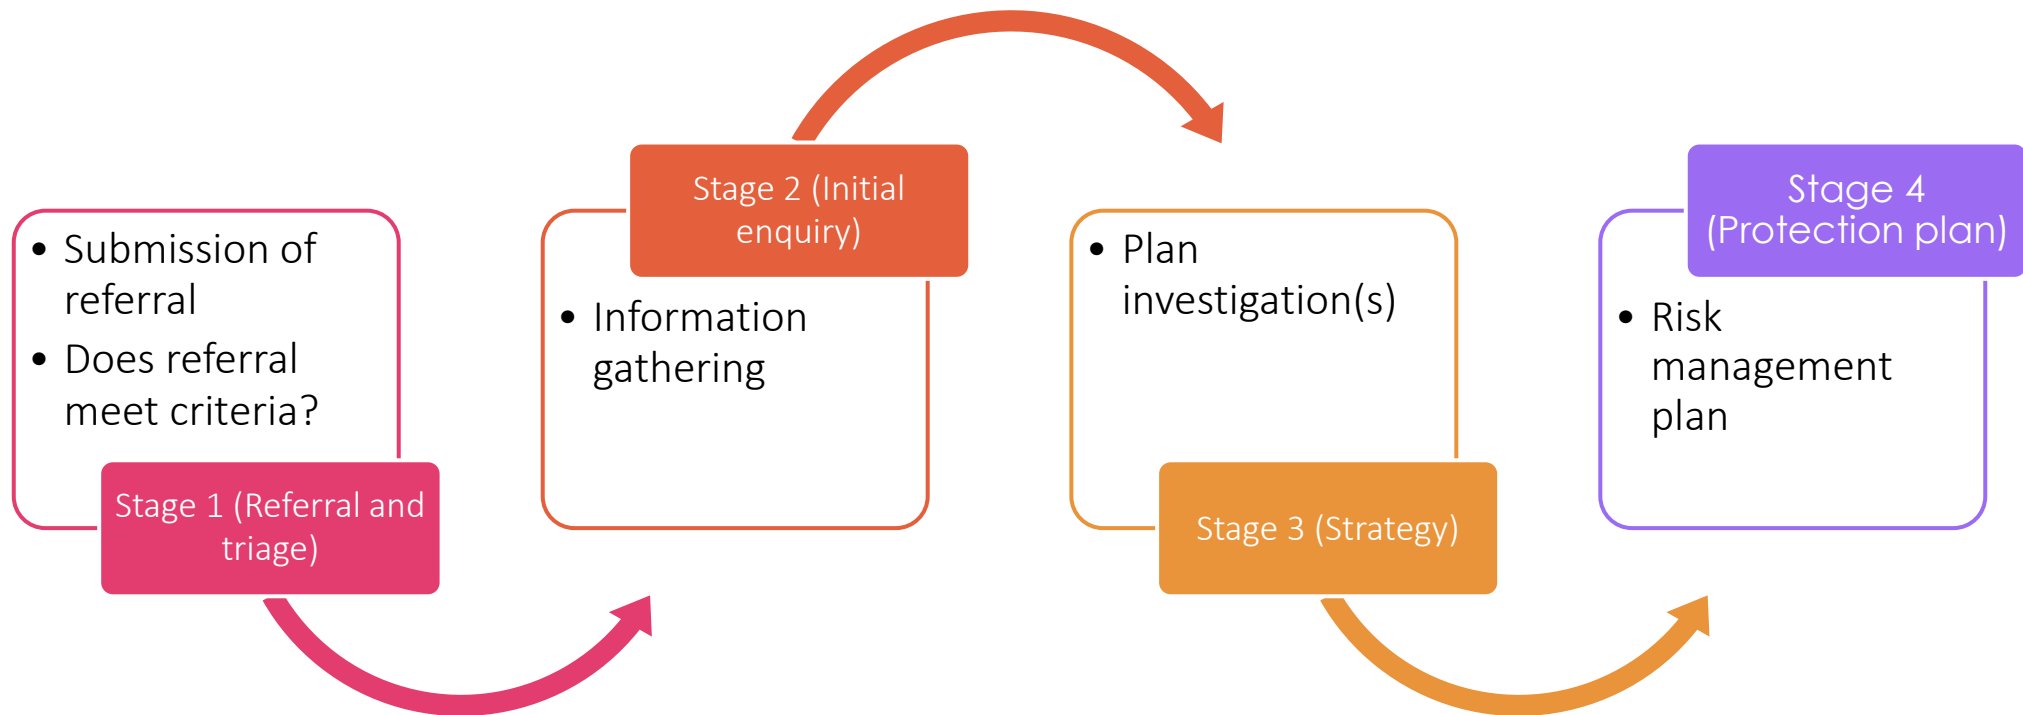 • Submission of
referral
• Does referral
meet criteria?
Stage 1 (Referral and
triage)
Stage 2 (Initial
enquiry)
• Information
gathering
• Plan
investigation(s)
Stage 3 (Strategy)
Stage 4
(Protection plan)
• Risk
management
plan